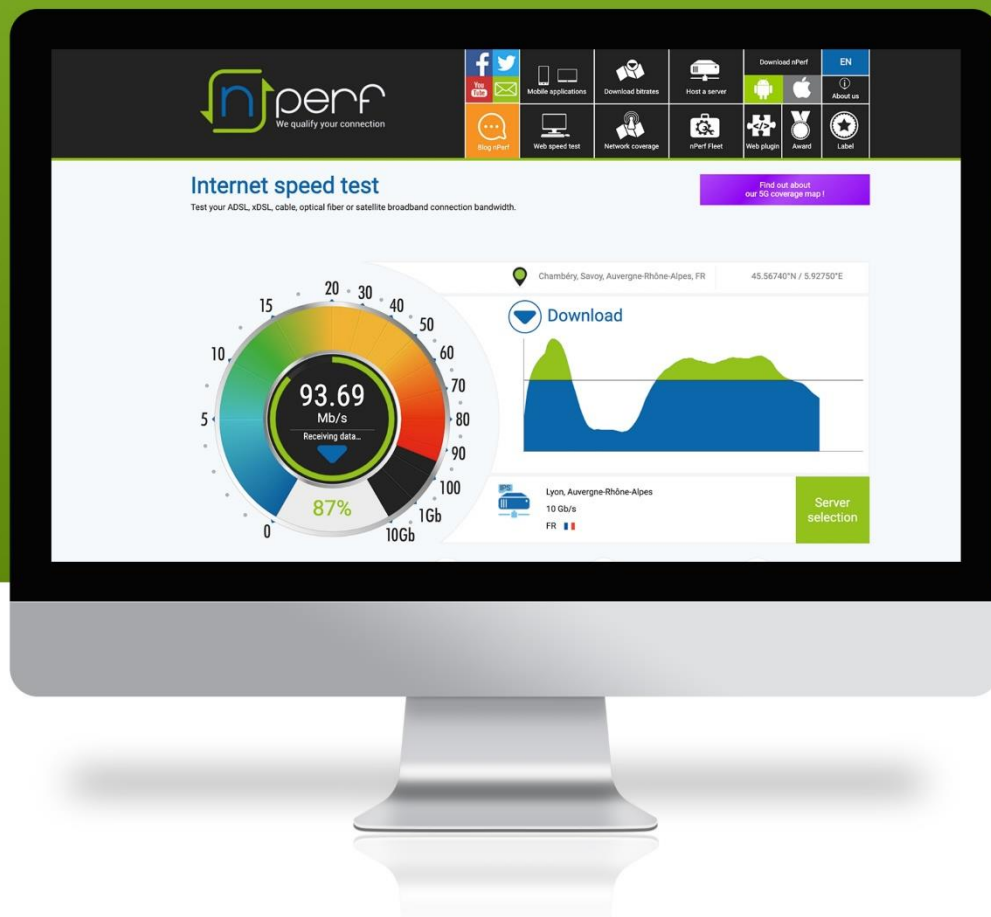 nperf
We qualify your connection
You
Tube
Mobile applications
Download bitrates
Host a server
Download nPerf
EN
About us
Blog nPerf
Web speed test
Network coverage
nPerf Fleet
Web plugin
Award
Label
Internet speed test
Test your ADSL, xDSL, cable, optical fiber or satellite broadband connection bandwidth.
Find out about
our 5G coverage map !
Chambéry, Savoy, Auvergne-Rhône-Alpes, FR
45.56740°N / 5.92750°E
0
5
10
15
20
30
40
50
60
70
80
90
100
1Gb
10Gb
93.69
Mb/s
Receiving data...
87%
Download
IPS
Lyon, Auvergne-Rhône-Alpes
10 Gb/s
FR
Server
selection